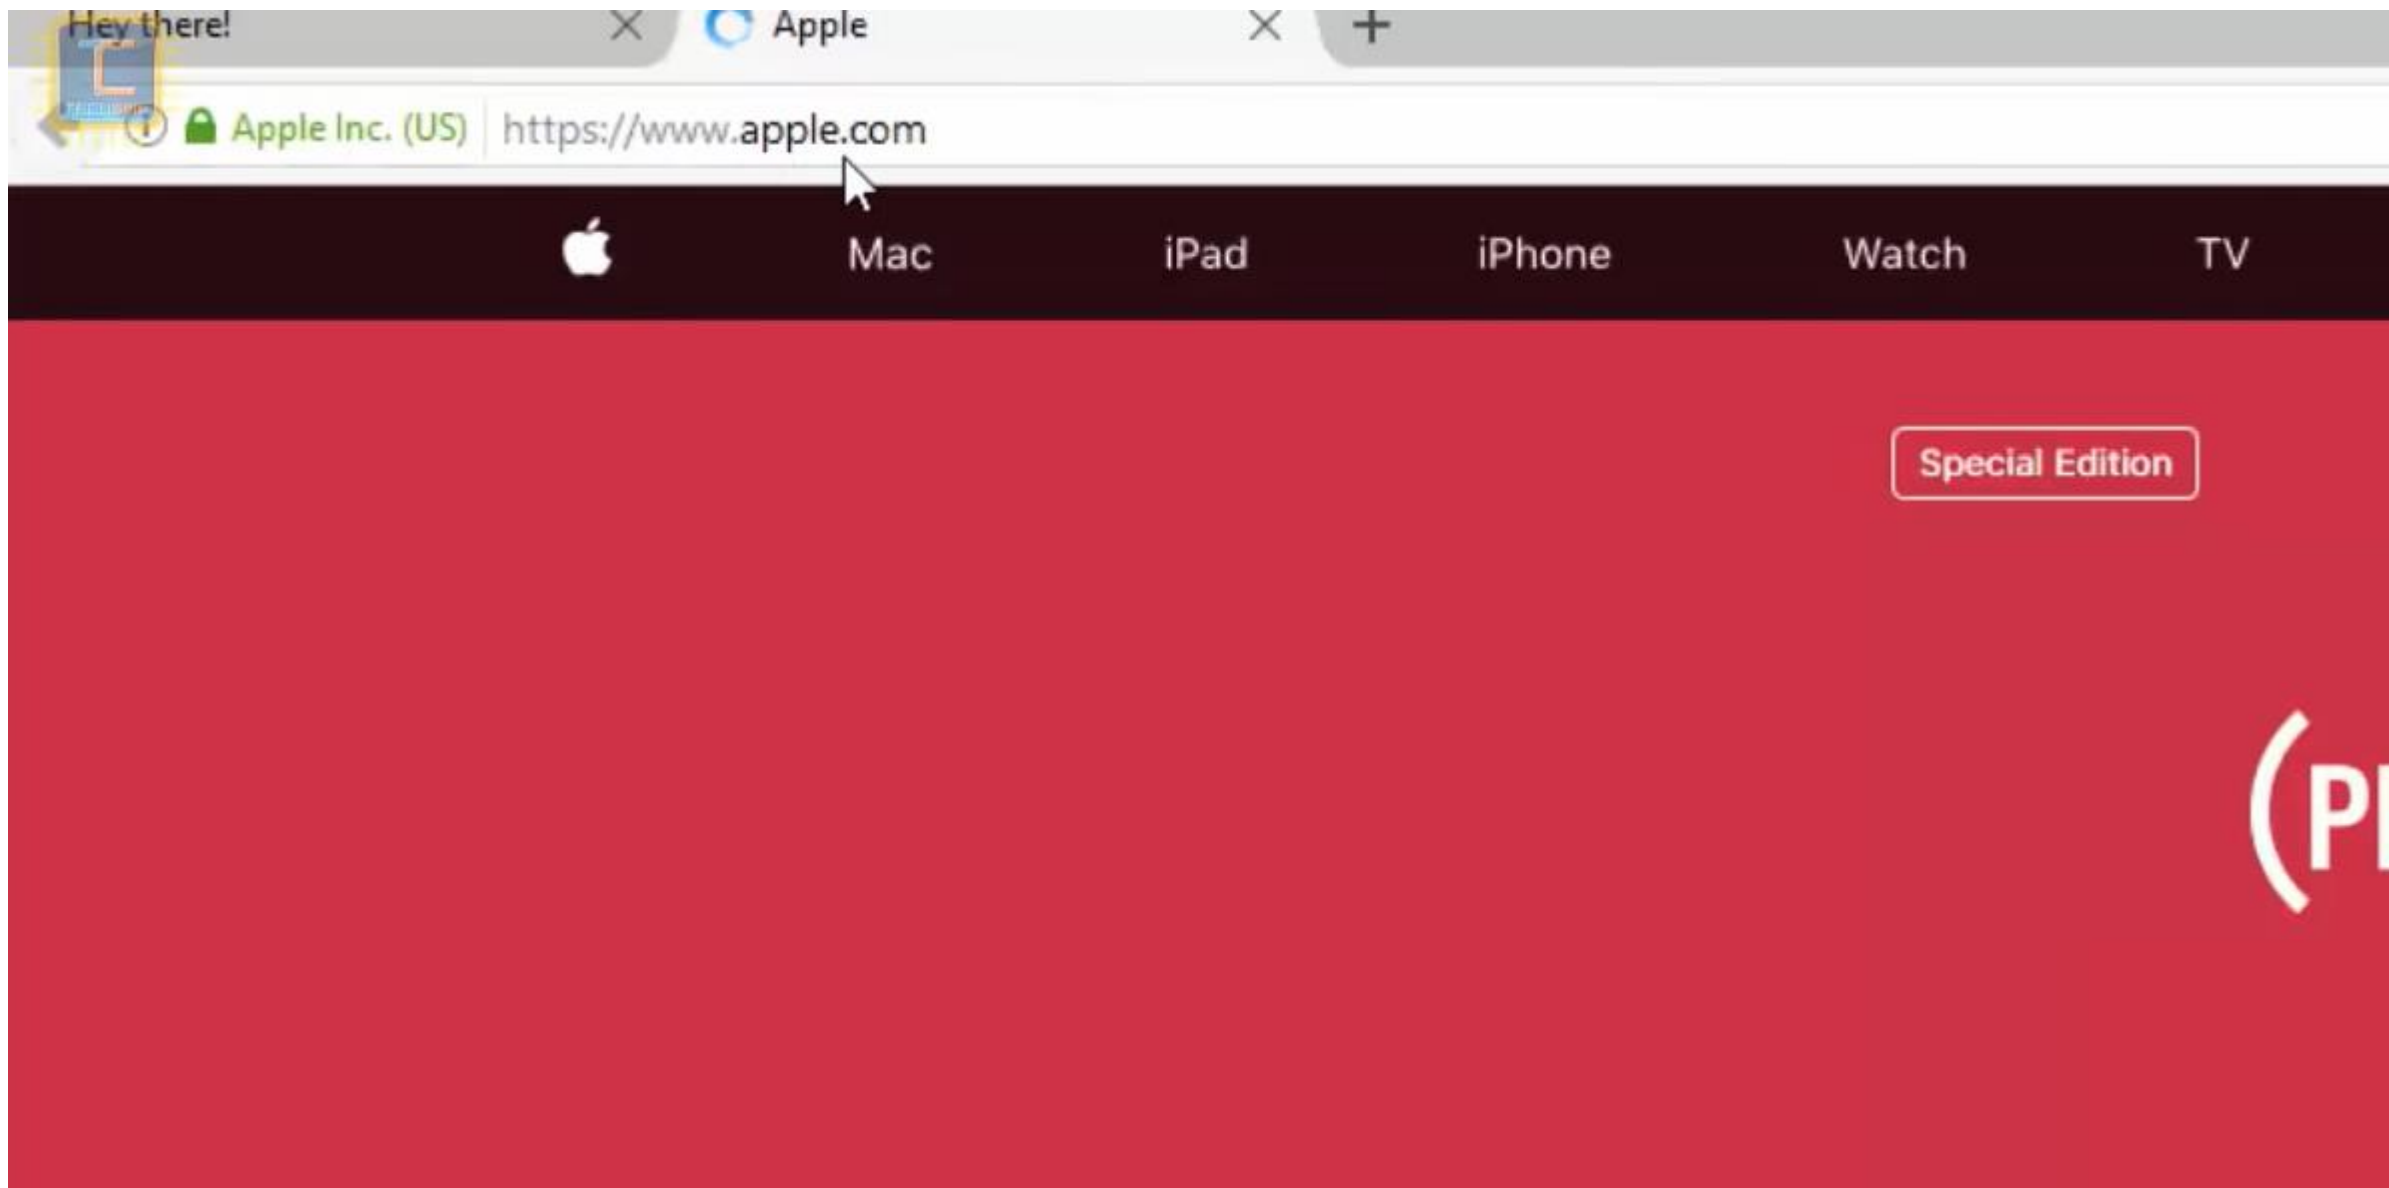 Hey there!
Apple
Apple Inc. (US)
https://www.apple.com
Mac
iPad
iPhone
Watch
TV
Special Edition
(P